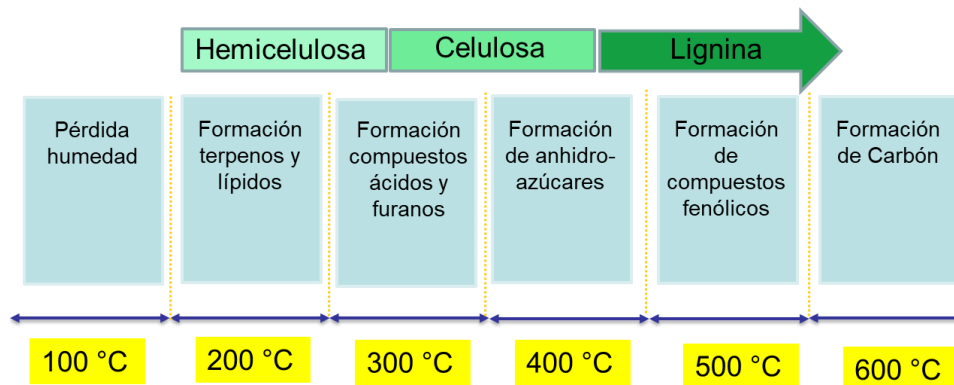 Hemicelulosa
Celulosa
Lignina
Pérdida
humedad
Formación
terpenos y
lípidos
Formación
compuestos
ácidos y
furanos
Formación
de anhidro-
azúcares
Formación
de
compuestos
fenólicos
Formación
de Carbón
100 °C
200 °C
300 °C
400 °C
500 °C
600 °C